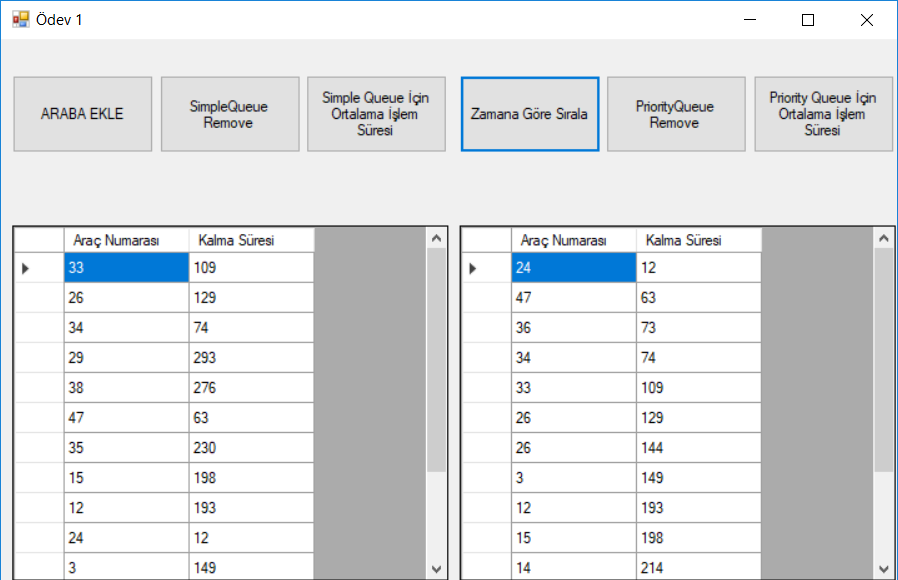 Ödev 1
ARABA EKLE
SimpleQueue
Remove
Simple Queue İçin
Ortalama İşlem
Süresi
Zamana Göre Sırala
PriorityQueue
Remove
Priority Queue İçin
Ortalama İşlem
Süresi
Araç Numarası Kalma Süresi
33 109
26 129
34 74
29 293
38 276
47 63
35 230
15 198
12 193
24 12
3 149
Araç Numarası Kalma Süresi
24 12
47 63
36 73
34 74
33 109
26 129
26 144
3 149
12 193
15 198
14 214